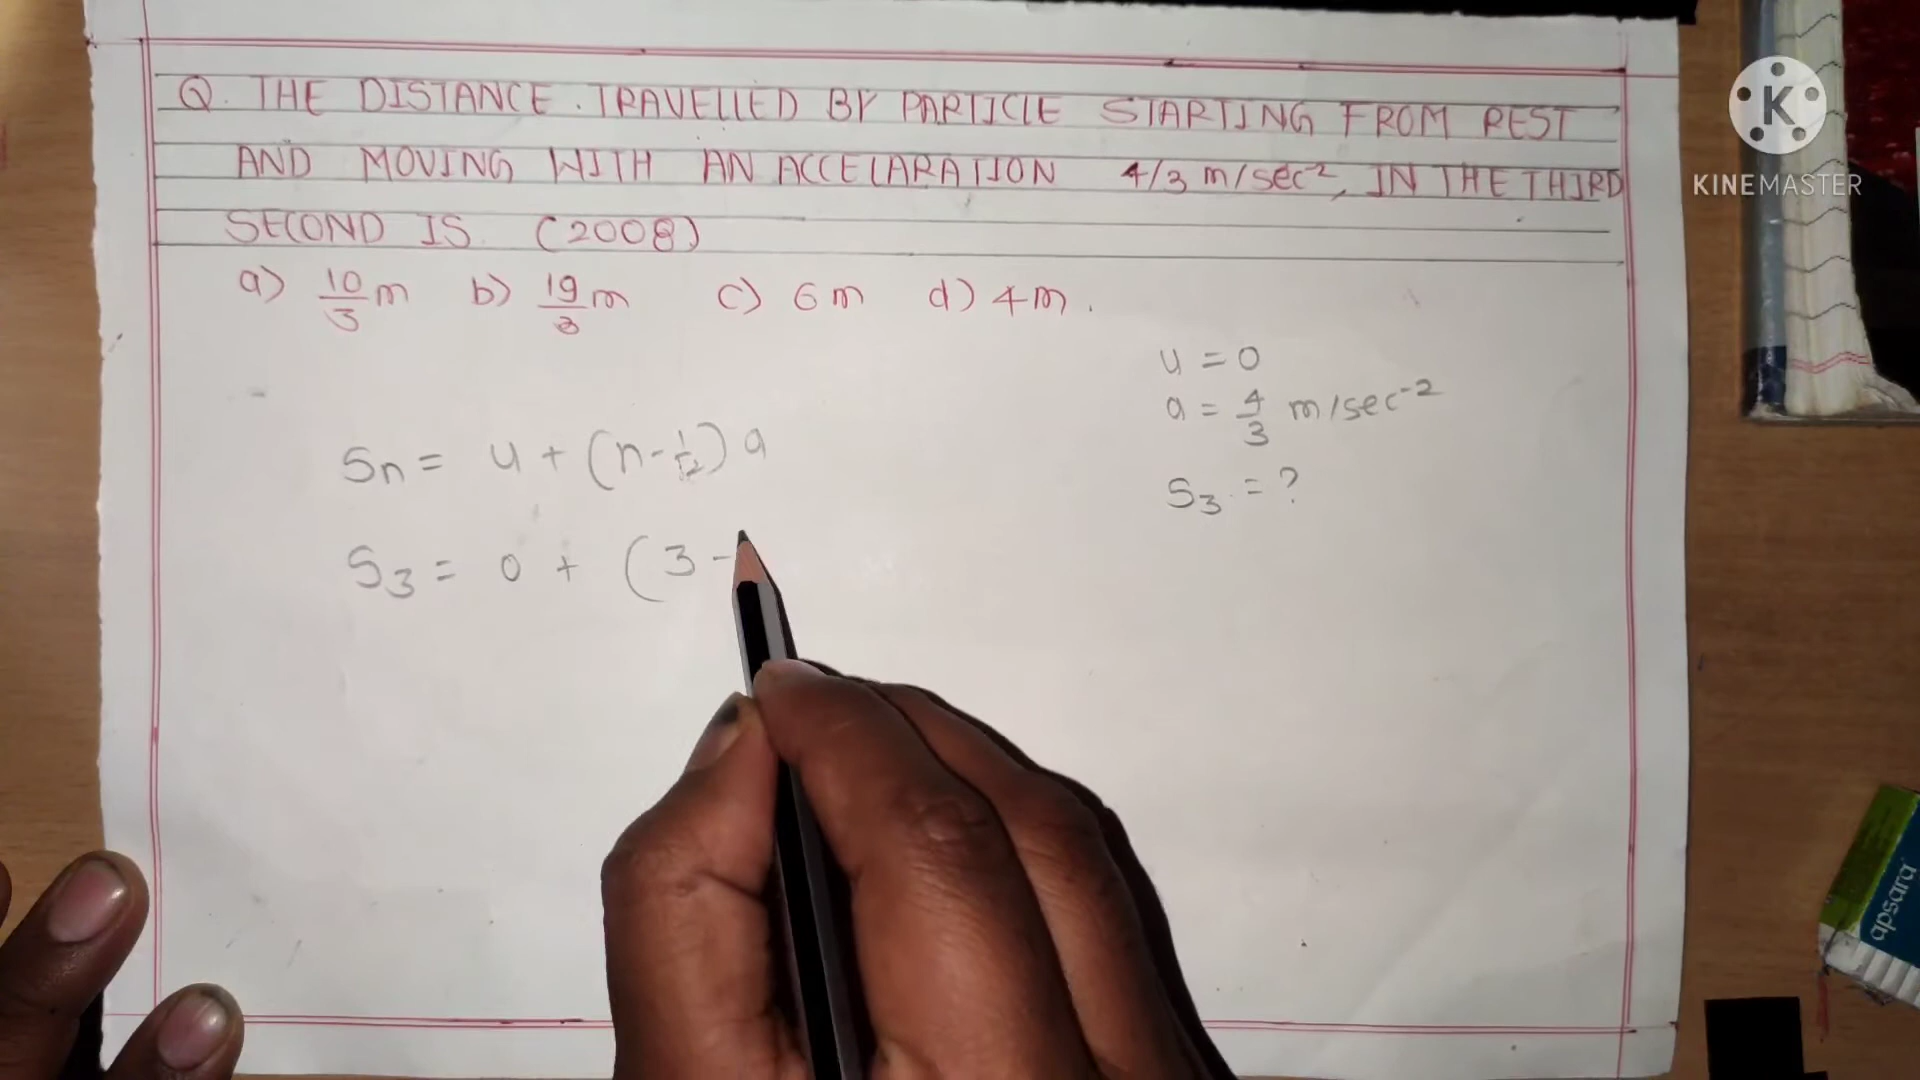 Q. THE DISTANCE. TRAVELLED BY PARTICLE STARTING FROM REST
AND MOVING WITH AN ACCELARATION 4/3 m/sec², IN THE THIRD
SECOND IS (2008)
a) 10/3 m b) 19/3 m c) 6 m d) 4 m.
u = 0
a = 4/3 m/sec⁻²
Sn = u + (n - 1/2) a
S₃ = ?
S₃ = 0 + (3 -
K
KINEMASTER
apsara